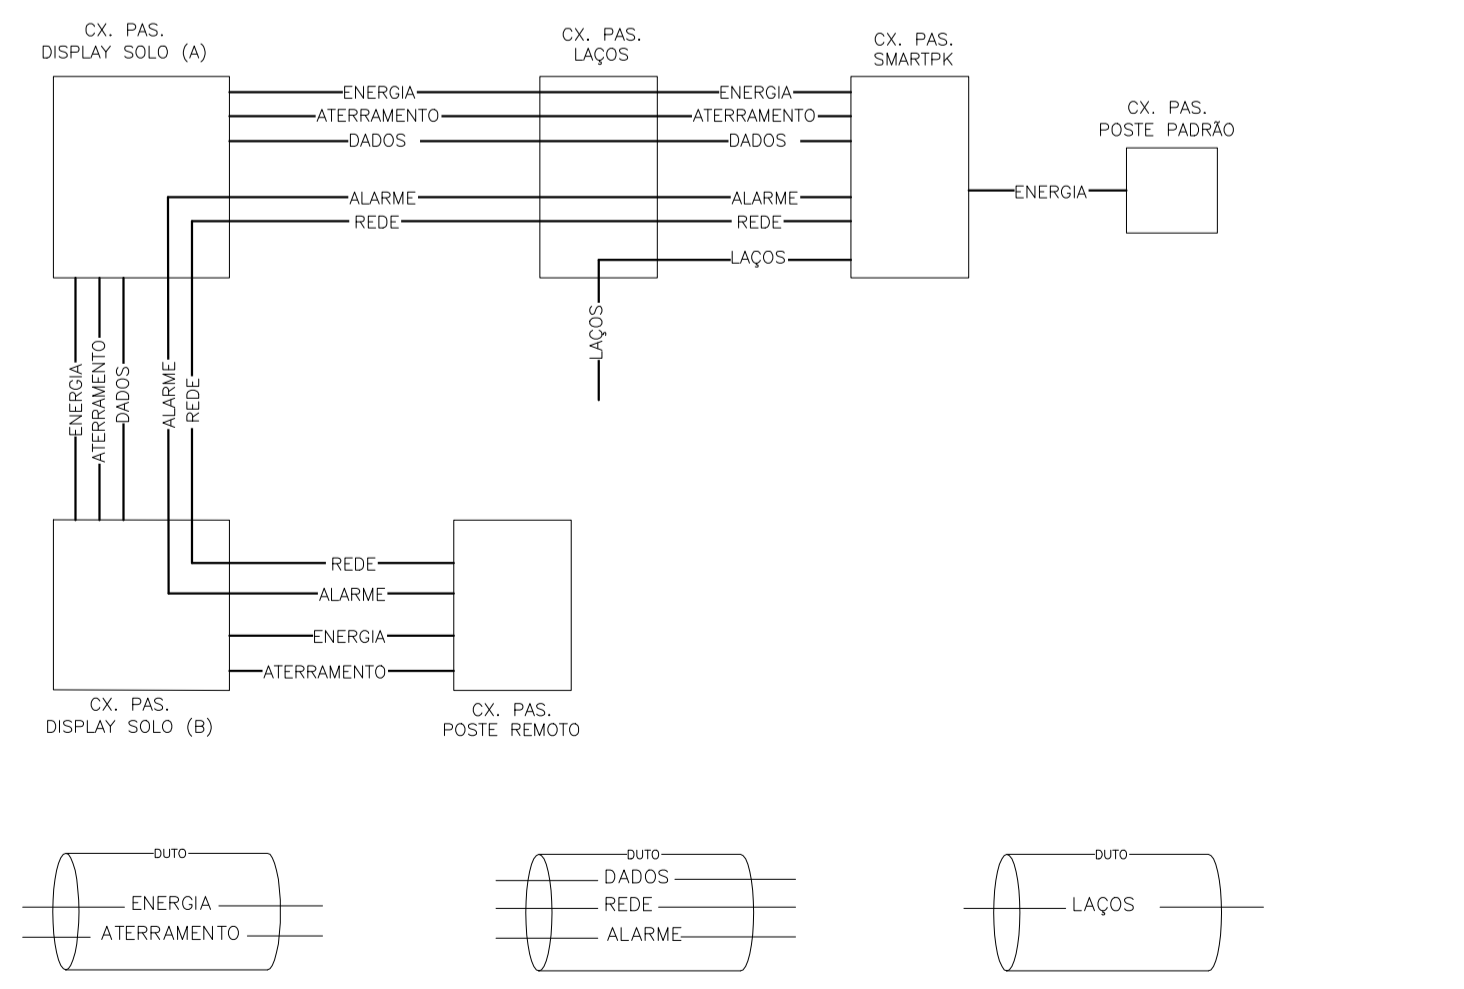 CX. PAS.
DISPLAY SOLO (A)
CX. PAS.
LAÇOS
CX. PAS.
SMARTPK
CX. PAS.
POSTE PADRÃO
ENERGIA
ENERGIA
ATERRAMENTO
ATERRAMENTO
DADOS
DADOS
ALARME
ALARME
ENERGIA
REDE
REDE
LAÇOS
LAÇOS
ENERGIA
ATERRAMENTO
DADOS
ALARME
REDE
REDE
ALARME
ENERGIA
ATERRAMENTO
CX. PAS.
DISPLAY SOLO (B)
CX. PAS.
POSTE REMOTO
DUTO
ENERGIA
ATERRAMENTO
DUTO
DADOS
REDE
ALARME
DUTO
LAÇOS